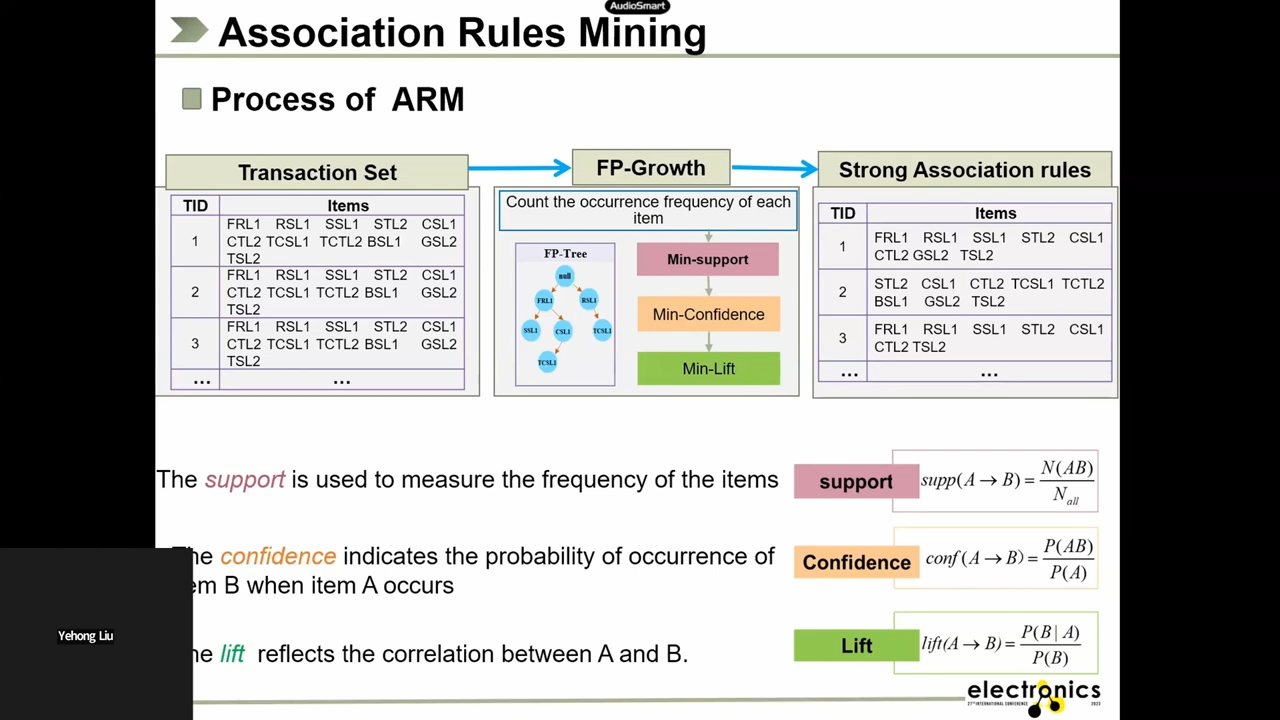 AudioSmart
Association Rules Mining
Process of ARM
Transaction Set
TID Items
1
FRL1 RSL1 SSL1 STL2 CSL1
CTL2 TCSL1 TCTL2 BSL1 GSL2
TSL2
2
FRL1 RSL1 SSL1 STL2 CSL1
CTL2 TCSL1 TCTL2 BSL1 GSL2
TSL2
3
FRL1 RSL1 SSL1 STL2 CSL1
CTL2 TCSL1 TCTL2 BSL1 GSL2
TSL2
... ...
FP-Growth
Count the occurrence frequency of each
item
FP-Tree
null
FRL1 RSL1
SSL1 CSL1 TCSL1
TCSL1
Min-support
Min-Confidence
Min-Lift
Strong Association rules
TID Items
1
FRL1 RSL1 SSL1 STL2 CSL1
CTL2 GSL2 TSL2
2
STL2 CSL1 CTL2 TCSL1 TCTL2
BSL1 GSL2 TSL2
3
FRL1 RSL1 SSL1 STL2 CSL1
CTL2 TSL2
... ...
The support is used to measure the frequency of the items
support
supp(A → B) = N(AB) / N all
he confidence indicates the probability of occurrence of
em B when item A occurs
Confidence
conf(A → B) = P(AB) / P(A)
he lift reflects the correlation between A and B.
Lift
lift(A → B) = P(B | A) / P(B)
Yehong Liu
electronics
27th INTERNATIONAL CONFERENCE 2023